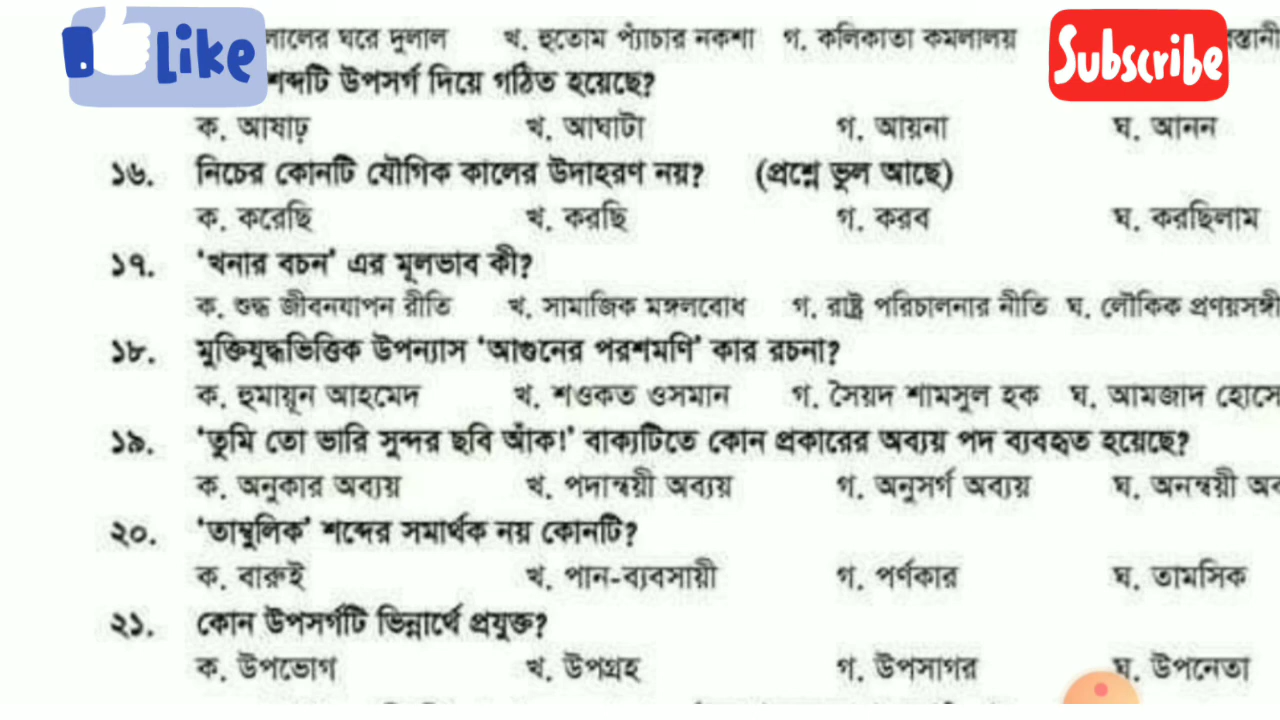 Like লালের ঘরে দুলাল খ. হুতোম প্যাঁচার নকশা গ. কলিকাতা কমলালয় Subscribe
শব্দটি উপসর্গ দিয়ে গঠিত হয়েছে?
ক. আষাঢ় খ. আঘাটা গ. আয়না ঘ. আনন
১৬. নিচের কোনটি যৌগিক কালের উদাহরণ নয়? (প্রশ্নে ভুল আছে)
ক. করেছি খ. করছি গ. করব ঘ. করছিলাম
১৭. ‘খনার বচন’ এর মূলভাব কী?
ক. শুদ্ধ জীবনযাপন রীতি খ. সামাজিক মঙ্গলবোধ গ. রাষ্ট্র পরিচালনার নীতি ঘ. লৌকিক প্রণয়সঙ্গী
১৮. মুক্তিযুদ্ধভিত্তিক উপন্যাস ‘আগুনের পরশমণি’ কার রচনা?
ক. হুমায়ূন আহমেদ খ. শওকত ওসমান গ. সৈয়দ শামসুল হক ঘ. আমজাদ হোসে
১৯. ‘তুমি তো ভারি সুন্দর ছবি আঁক!’ বাক্যটিতে কোন প্রকারের অব্যয় পদ ব্যবহৃত হয়েছে?
ক. অনুকার অব্যয় খ. পদান্বয়ী অব্যয় গ. অনুসর্গ অব্যয় ঘ. অনন্বয়ী অব
২০. ‘তাম্বুলিক’ শব্দের সমার্থক নয় কোনটি?
ক. বারুই খ. পান-ব্যবসায়ী গ. পর্ণকার ঘ. তামসিক
২১. কোন উপসর্গটি ভিন্নার্থে প্রযুক্ত?
ক. উপভোগ খ. উপগ্রহ গ. উপসাগর ঘ. উপনেতা